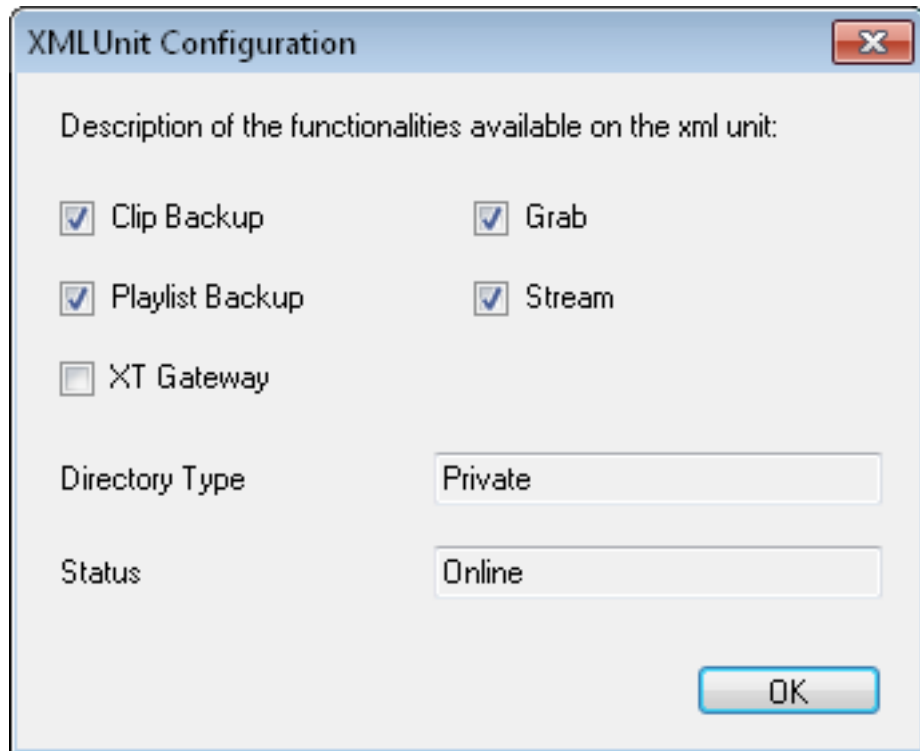 XMLUnit Configuration
Description of the functionalities available on the xml unit:
Clip Backup
Grab
Playlist Backup
Stream
XT Gateway
Directory Type
Private
Status
Online
OK